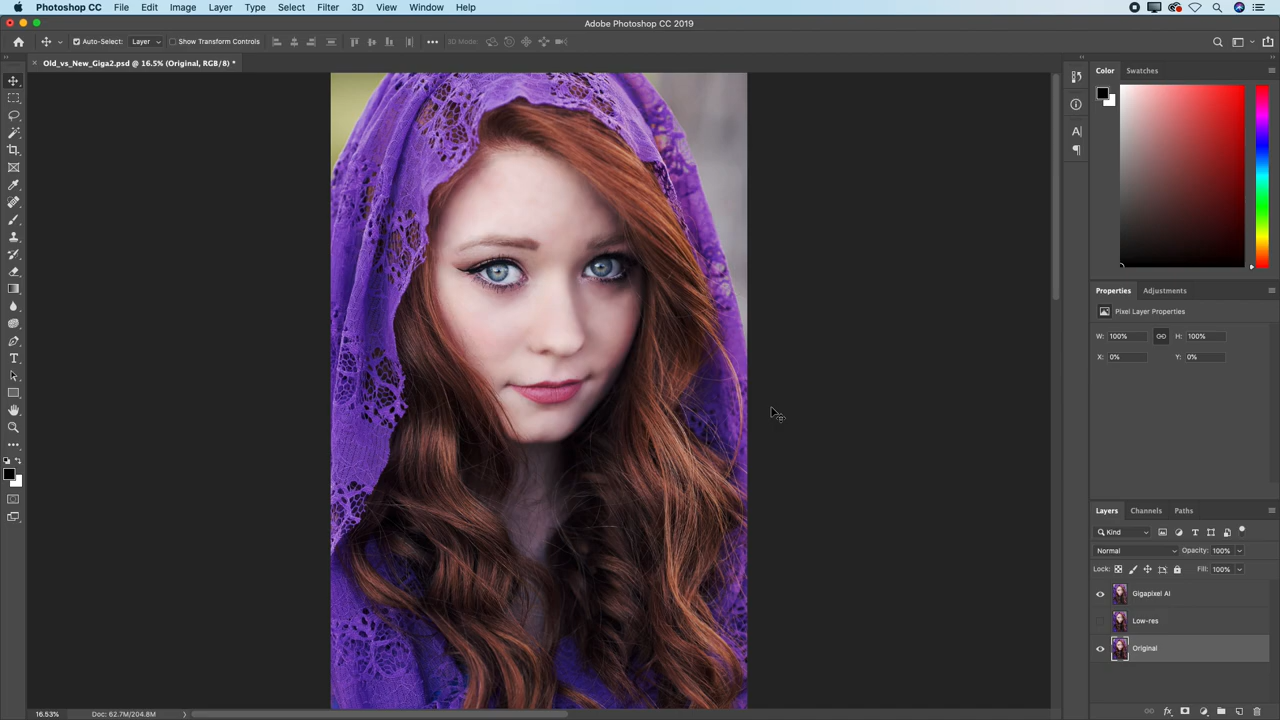 Photoshop CC File Edit Image Layer Type Select Filter 3D View Window Help
Adobe Photoshop CC 2019
Auto-Select: Layer Show Transform Controls 3D Mode:
Old_vs_New_Giga2.psd @ 16.5% (Original, RGB/8) *
Color Swatches
Properties Adjustments
Pixel Layer Properties
W: 100% H: 100%
X: 0% Y: 0%
Layers Channels Paths
Kind
Normal Opacity: 100%
Lock: Fill: 100%
Gigapixel AI
Low-res
Original
16.53% Doc: 62.7M/204.8M